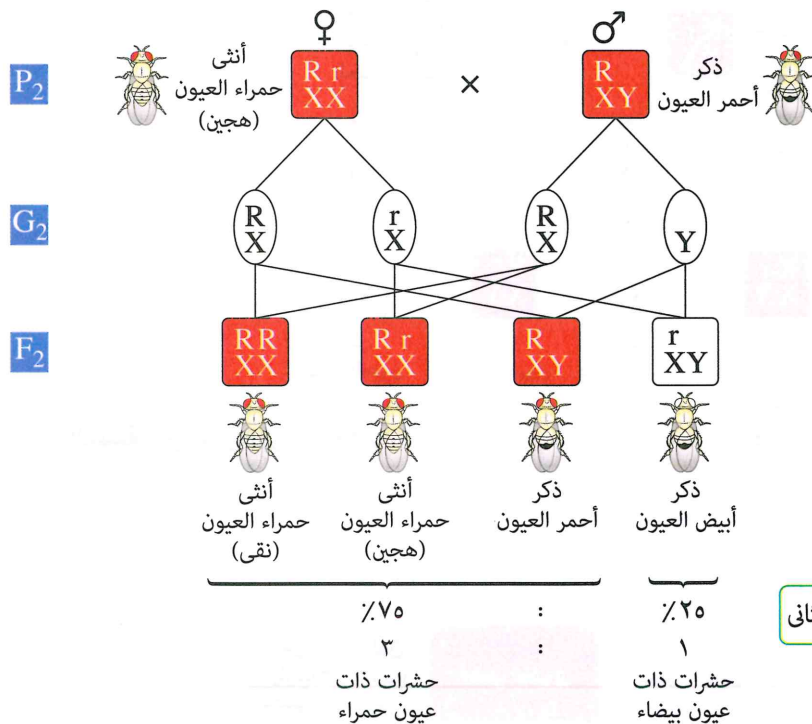 ♀ ♂
P₂
أنثى
حمراء العيون
(هجين)
R r
XX
×
R
XY
ذكر
أحمر العيون
G₂
R
X
r
X
R
X
Y
F₂
RR
XX
R r
XX
R
XY
r
XY
أنثى
حمراء العيون
(نقى)
أنثى
حمراء العيون
(هجين)
ذكر
أحمر العيون
ذكر
أبيض العيون
٪٧٥ : ٪٢٥
٣ : ١
حشرات ذات
عيون حمراء
حشرات ذات
عيون بيضاء